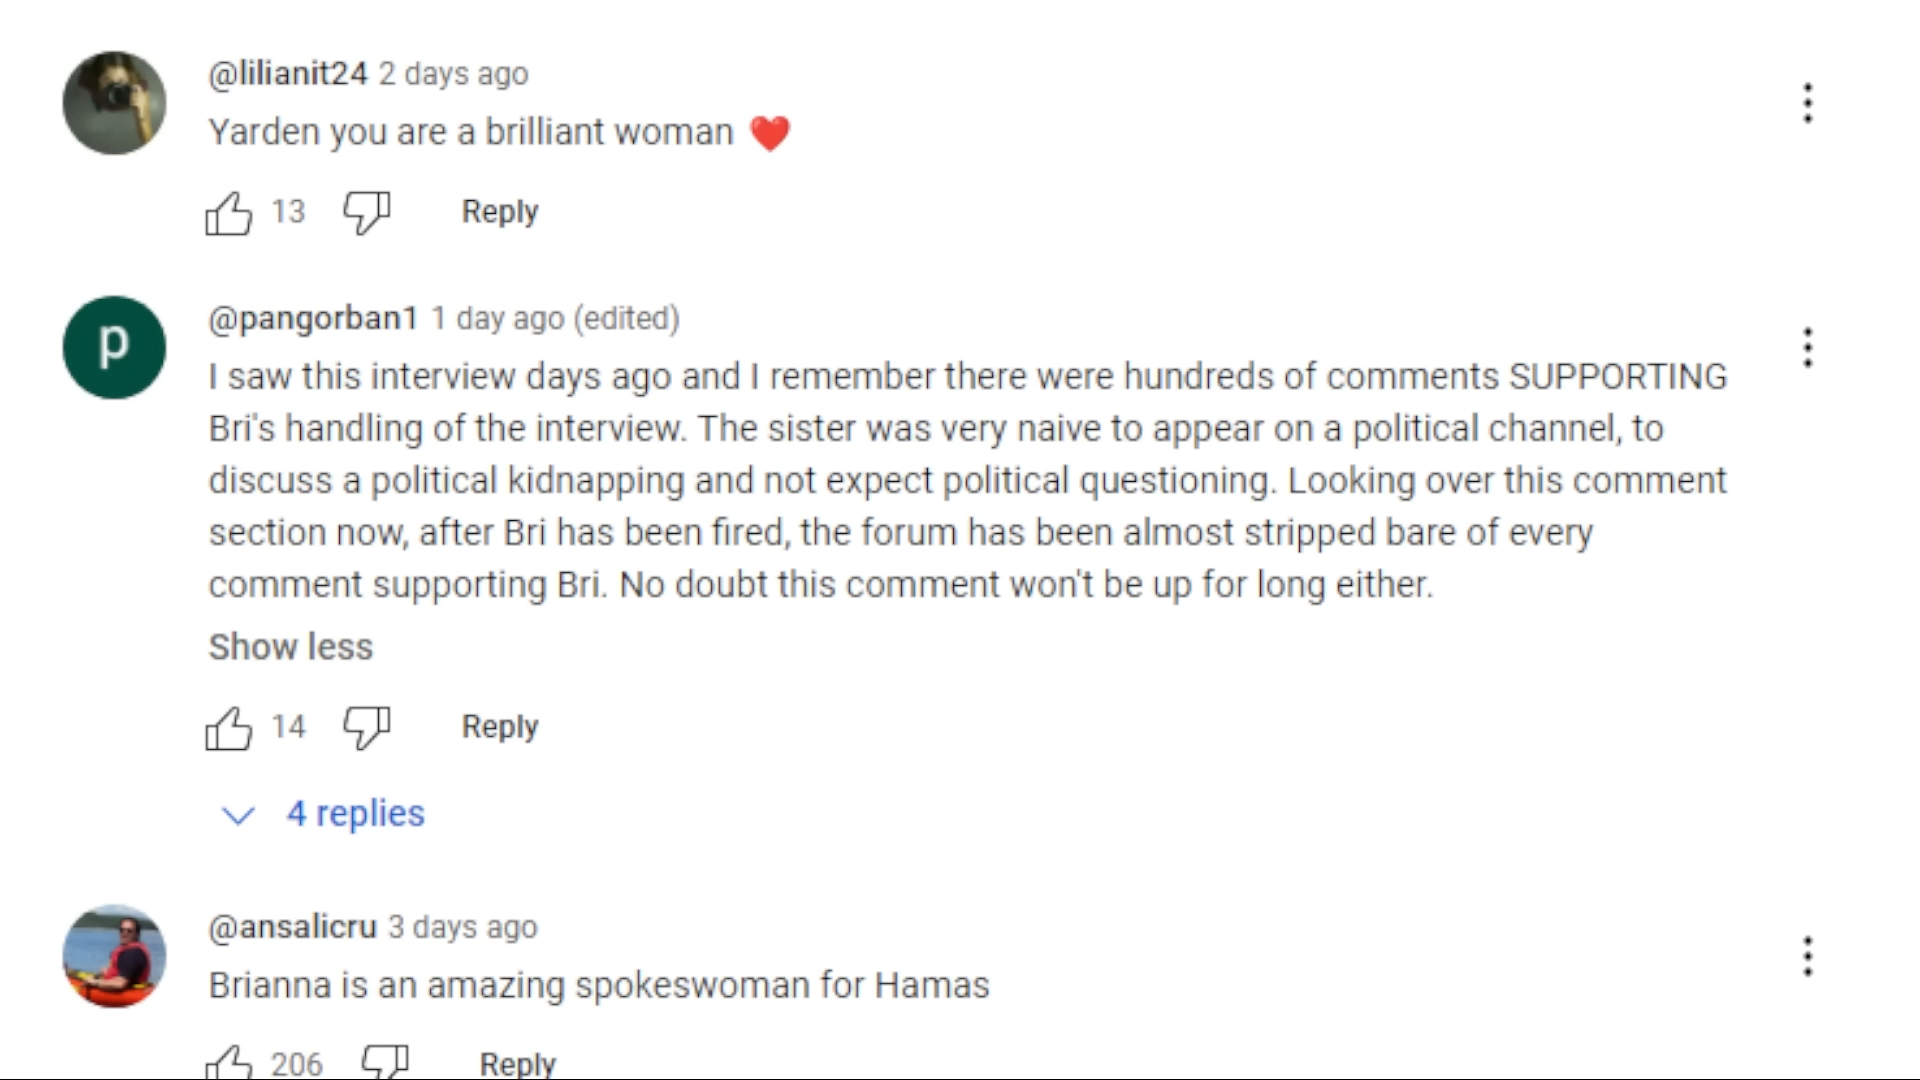 @lilianit24 2 days ago
Yarden you are a brilliant woman ❤️
13 Reply
p
@pangorban1 1 day ago (edited)
I saw this interview days ago and I remember there were hundreds of comments SUPPORTING
Bri's handling of the interview. The sister was very naive to appear on a political channel, to
discuss a political kidnapping and not expect political questioning. Looking over this comment
section now, after Bri has been fired, the forum has been almost stripped bare of every
comment supporting Bri. No doubt this comment won't be up for long either.
Show less
14 Reply
4 replies
@ansalicru 3 days ago
Brianna is an amazing spokeswoman for Hamas
206 Reply